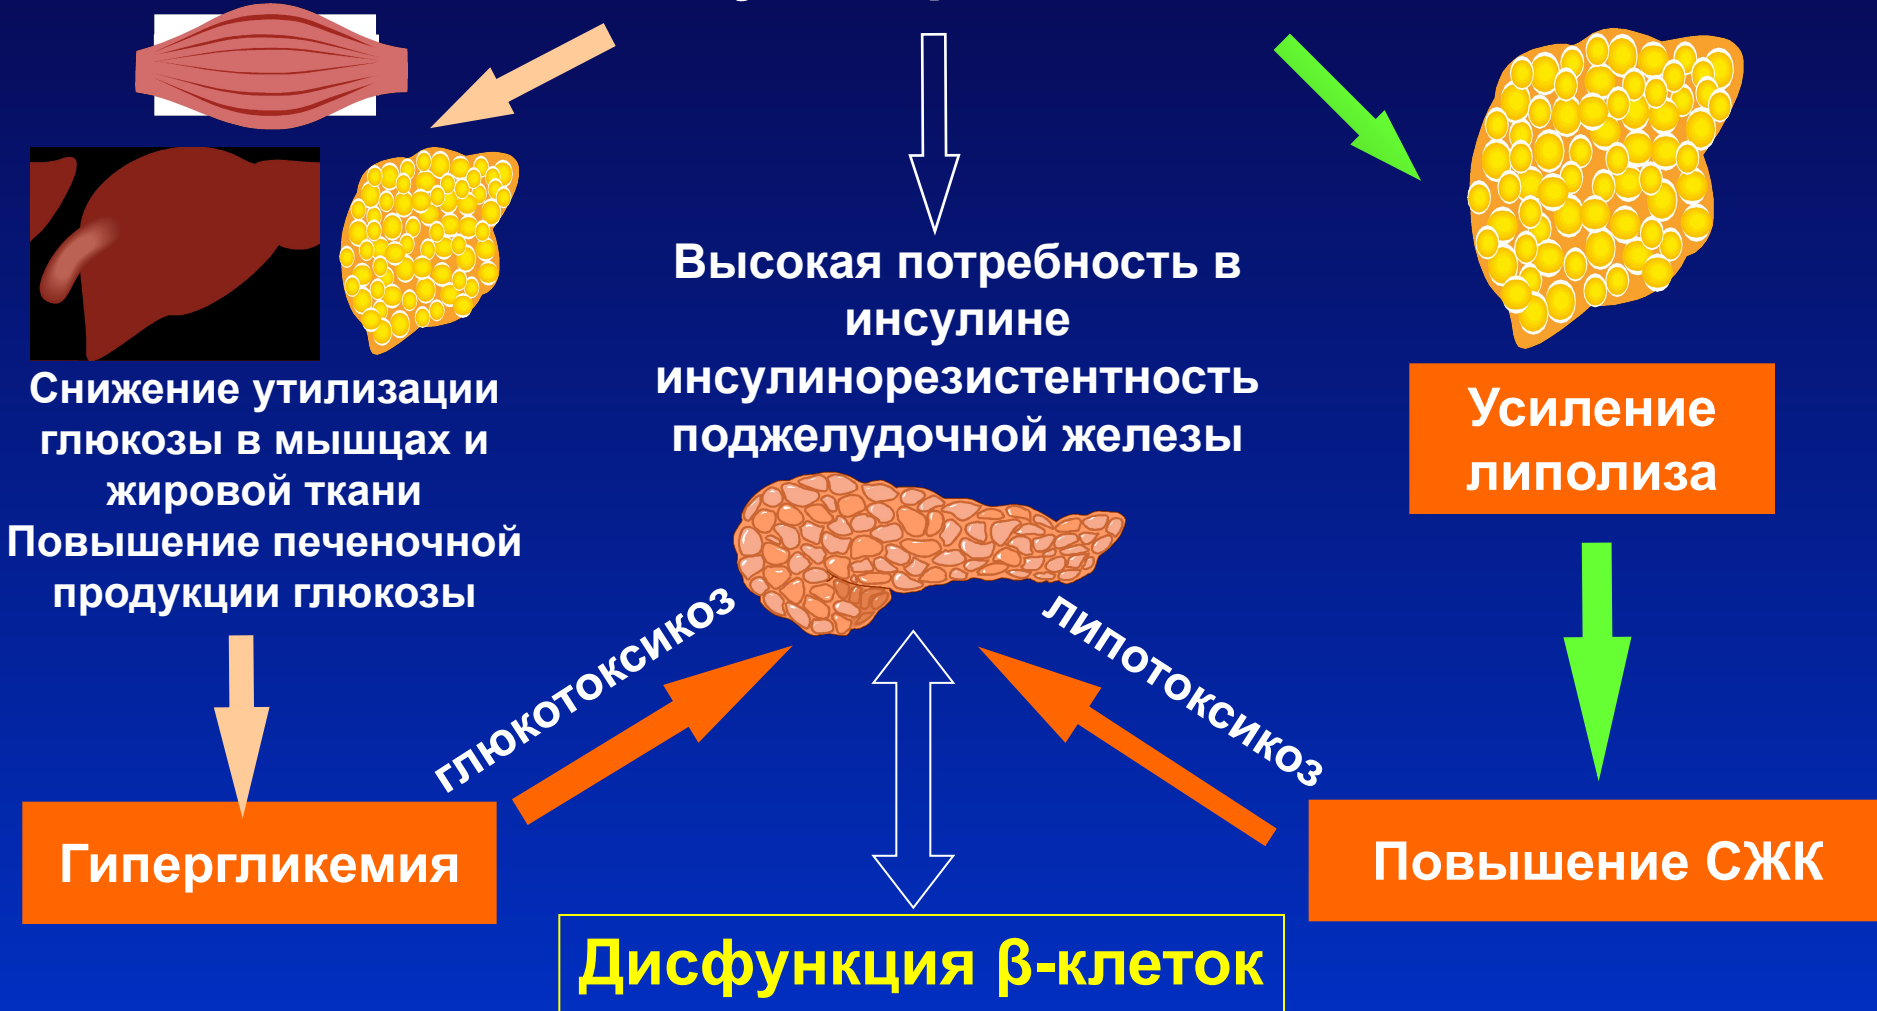 Высокая потребность в
инсулине
инсулинорезистентность
поджелудочной железы
Снижение утилизации
глюкозы в мышцах и
жировой ткани
Повышение печеночной
продукции глюкозы
Усиление
липолиза
глюкотоксикоз
липотоксикоз
Гипергликемия
Повышение СЖК
Дисфункция β-клеток